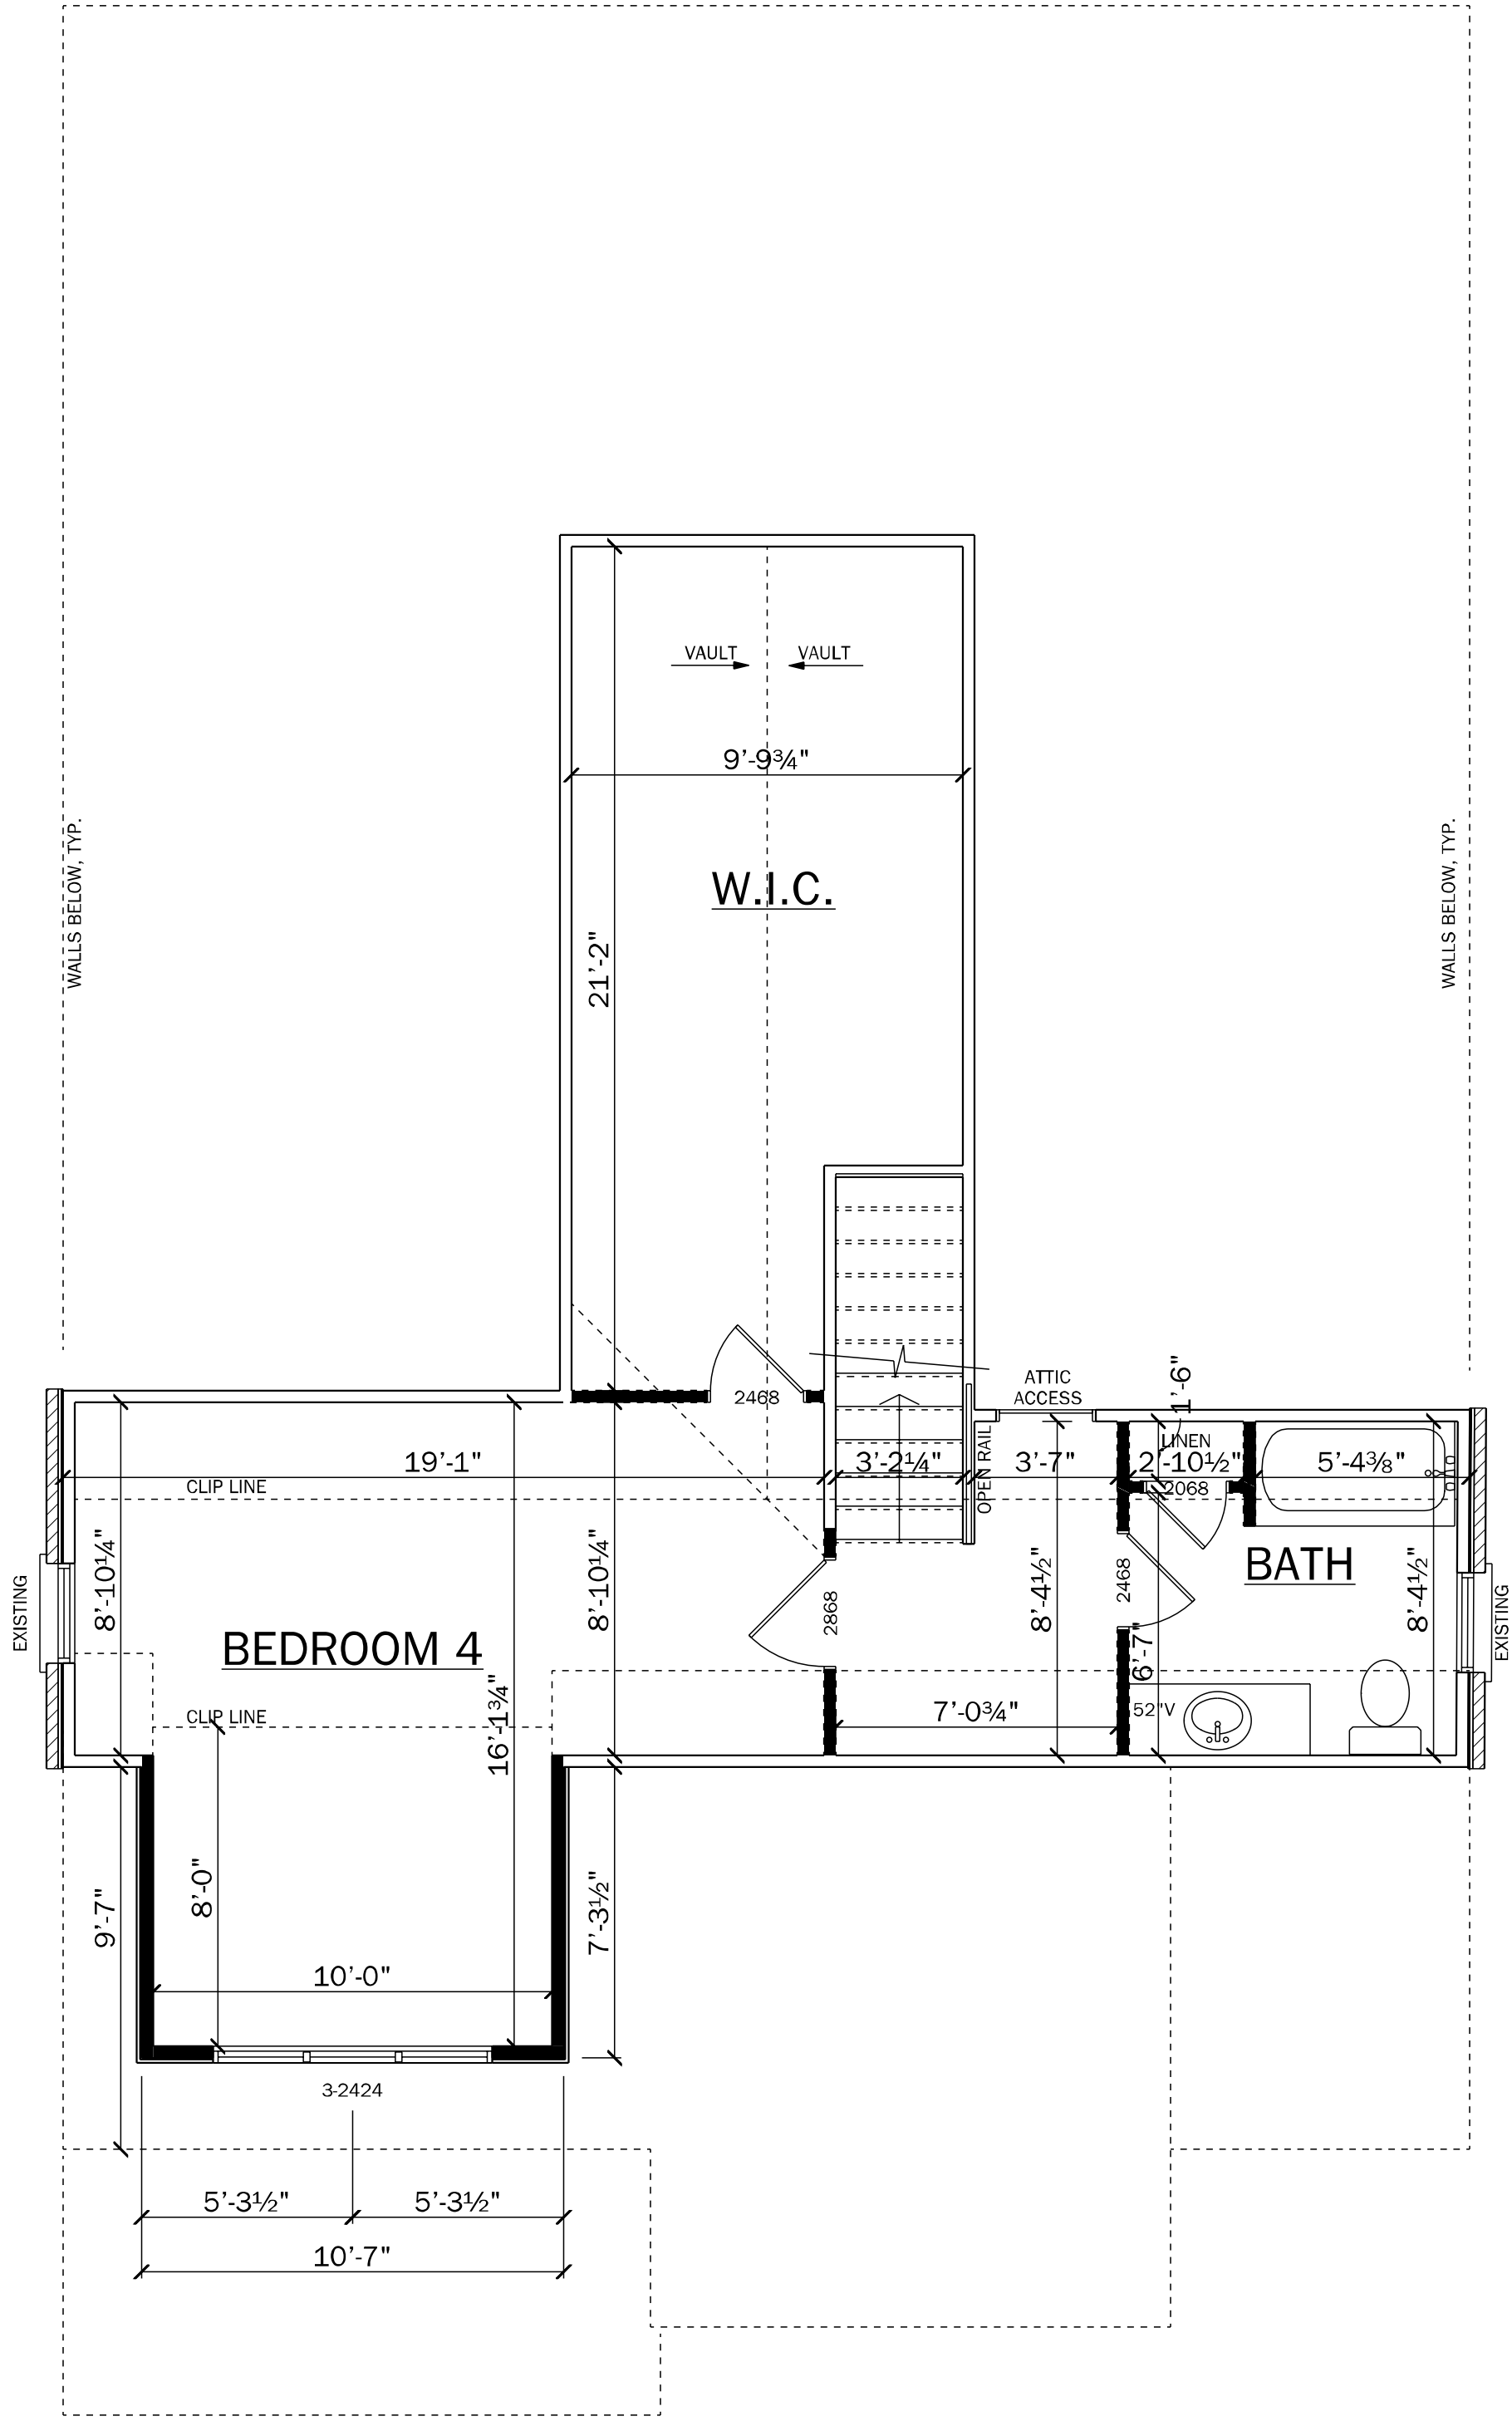 VAULT
VAULT
9'-9¾"
WALLS BELOW, TYP.
W.I.C.
WALLS BELOW, TYP.
21'-2"
ATTIC
ACCESS
1'-6"
2468
OPEN RAIL
LINEN
19'-1"
3'-2¼"
3'-7"
2'-10½"
5'-4⅜"
CLIP LINE
2068
EXISTING
8'-10¼"
8'-10¼"
2868
8'-4½"
2468
BATH
8'-4½"
EXISTING
BEDROOM 4
6'-7"
CLIP LINE
16'-1¾"
7'-0¾"
52"V
8'-0"
9'-7"
7'-3½"
10'-0"
3-2424
5'-3½"
5'-3½"
10'-7"